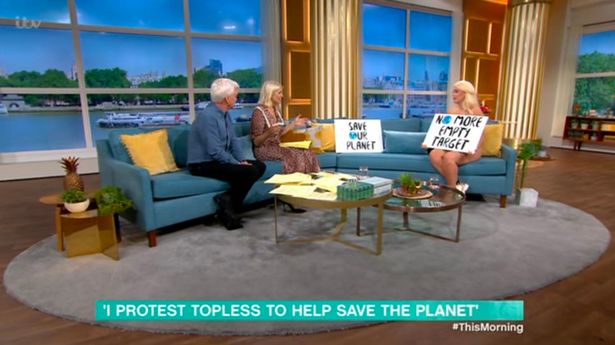 itv
SAVE
OUR
PLANET
NO MORE
EMPTY
TARGET
'I PROTEST TOPLESS TO HELP SAVE THE PLANET'
#ThisMorning